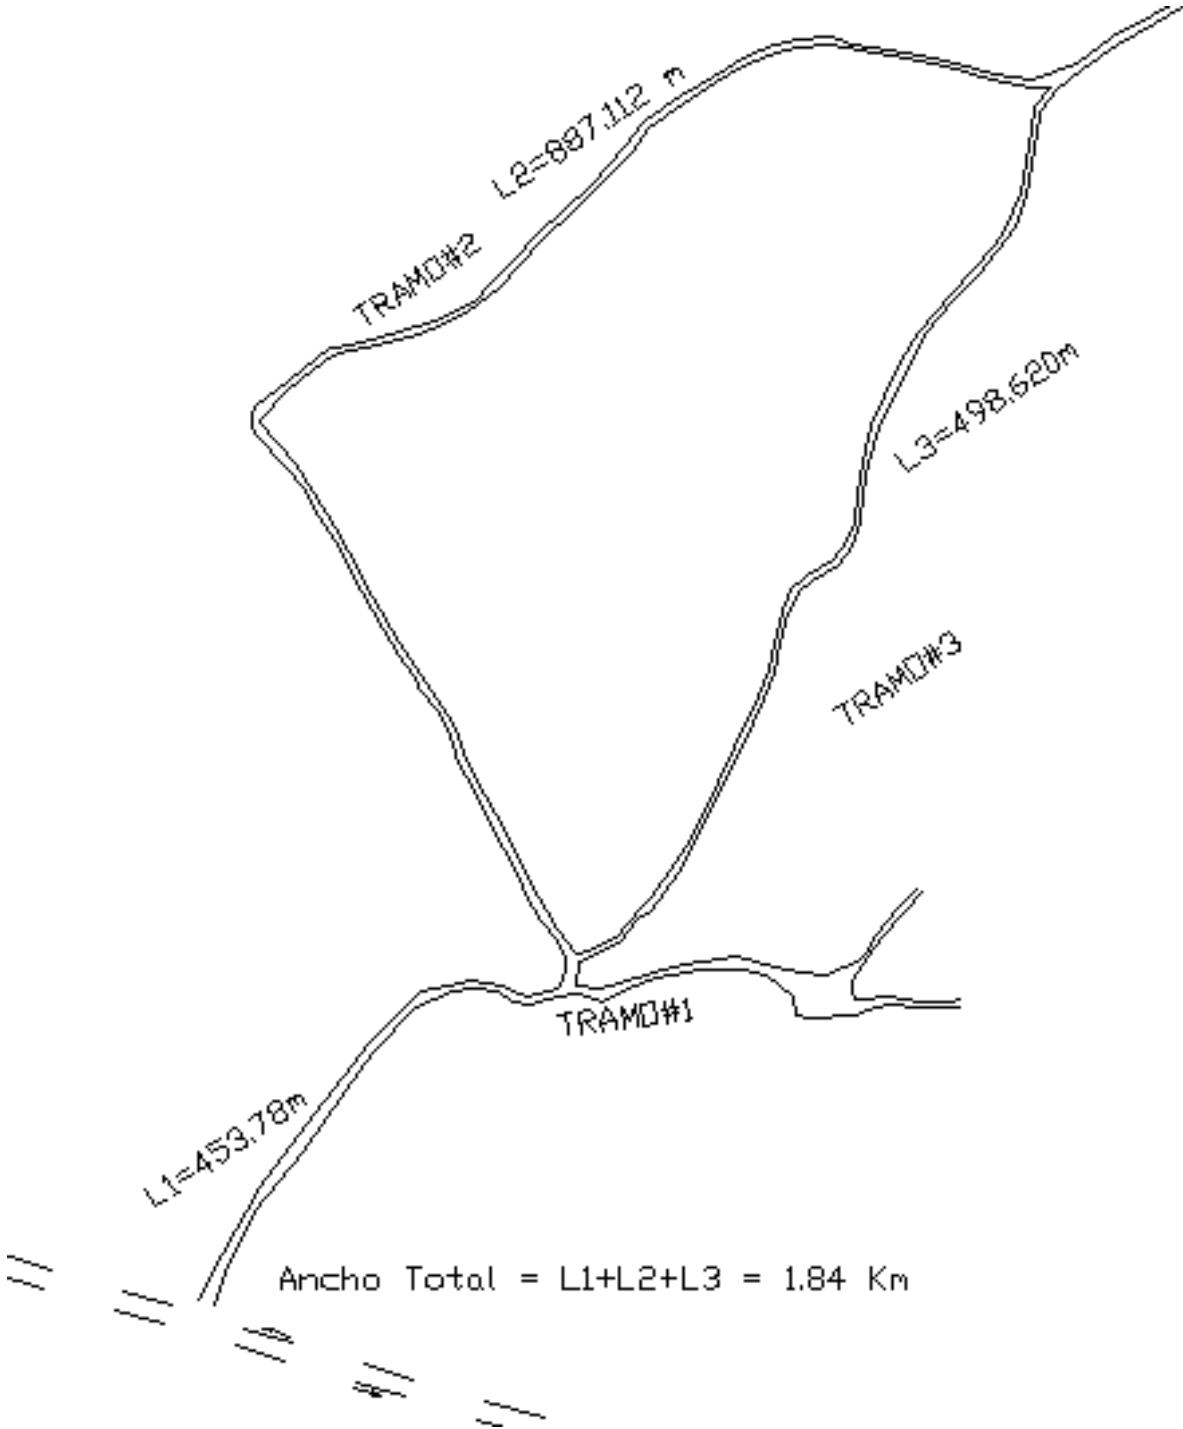 L2=887.112 m
TRAMO#2
L3=498.620m
TRAMO#3
TRAMO#1
L1=453.78m
Ancho Total = L1+L2+L3 = 1.84 Km